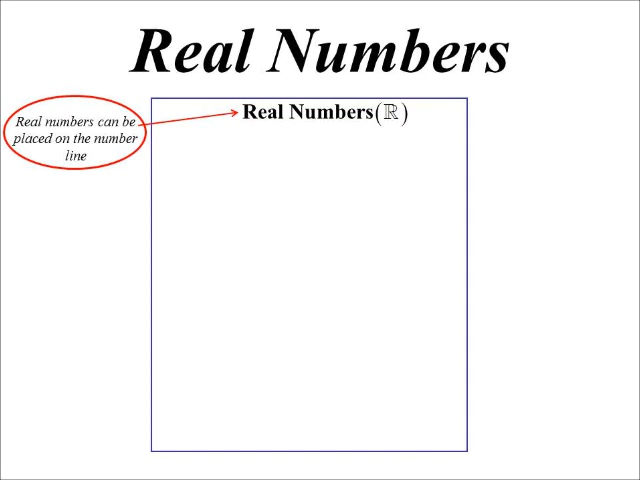 Real Numbers
Real Numbers(ℝ)
Real numbers can be
placed on the number
line